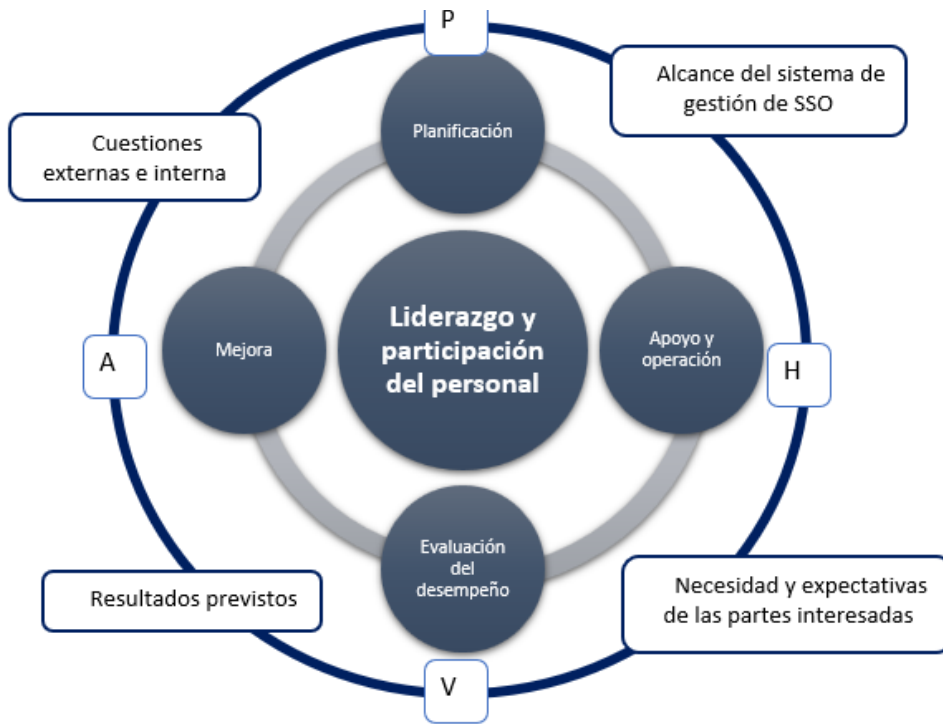 P
Alcance del sistema de
gestión de SSO
Planificación
Cuestiones
externas e interna
Liderazgo y
participación
del personal
Mejora
Apoyo y
operación
A
H
Evaluación
del
desempeño
Resultados previstos
Necesidad y expectativas
de las partes interesadas
V